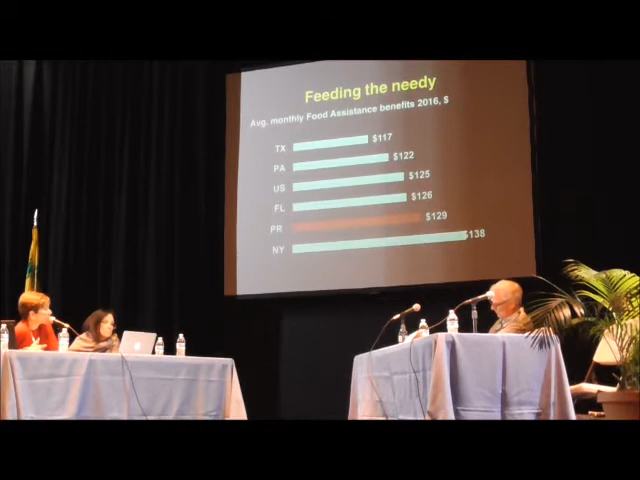 Feeding the needy
Avg. monthly Food Assistance benefits 2016, $
TX $117
PA $122
US $125
FL $126
PR $129
NY $138